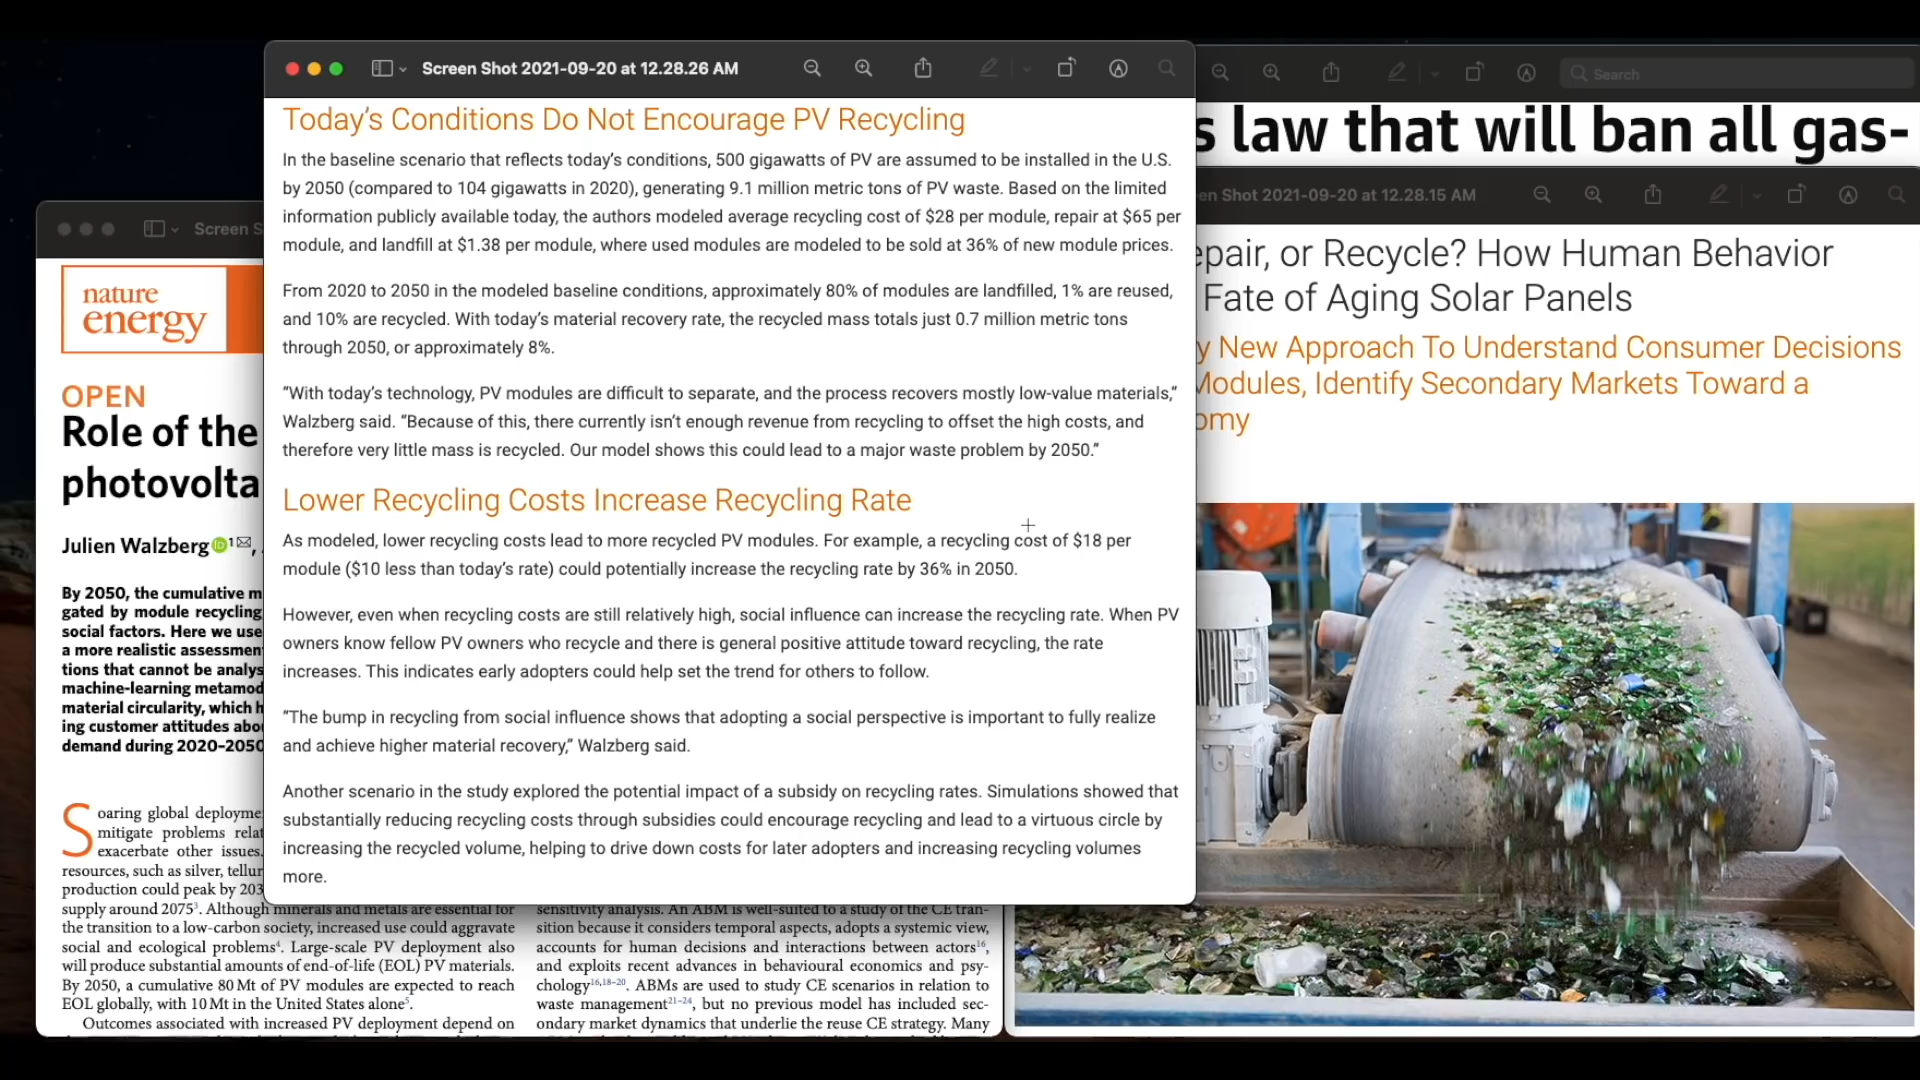 Screen Shot 2021-09-20 at 12.28.26 AM
Today's Conditions Do Not Encourage PV Recycling
In the baseline scenario that reflects today's conditions, 500 gigawatts of PV are assumed to be installed in the U.S.
by 2050 (compared to 104 gigawatts in 2020), generating 9.1 million metric tons of PV waste. Based on the limited
information publicly available today, the authors modeled average recycling cost of $28 per module, repair at $65 per
module, and landfill at $1.38 per module, where used modules are modeled to be sold at 36% of new module prices.
From 2020 to 2050 in the modeled baseline conditions, approximately 80% of modules are landfilled, 1% are reused,
and 10% are recycled. With today's material recovery rate, the recycled mass totals just 0.7 million metric tons
through 2050, or approximately 8%.
“With today's technology, PV modules are difficult to separate, and the process recovers mostly low-value materials,”
Walzberg said. “Because of this, there currently isn't enough revenue from recycling to offset the high costs, and
therefore very little mass is recycled. Our model shows this could lead to a major waste problem by 2050.”
Lower Recycling Costs Increase Recycling Rate
As modeled, lower recycling costs lead to more recycled PV modules. For example, a recycling cost of $18 per
module ($10 less than today's rate) could potentially increase the recycling rate by 36% in 2050.
However, even when recycling costs are still relatively high, social influence can increase the recycling rate. When PV
owners know fellow PV owners who recycle and there is general positive attitude toward recycling, the rate
increases. This indicates early adopters could help set the trend for others to follow.
“The bump in recycling from social influence shows that adopting a social perspective is important to fully realize
and achieve higher material recovery,” Walzberg said.
Another scenario in the study explored the potential impact of a subsidy on recycling rates. Simulations showed that
substantially reducing recycling costs through subsidies could encourage recycling and lead to a virtuous circle by
increasing the recycled volume, helping to drive down costs for later adopters and increasing recycling volumes
more.
Search
s law that will ban all gas-
en Shot 2021-09-20 at 12.28.15 AM
epair, or Recycle? How Human Behavior
Fate of Aging Solar Panels
y New Approach To Understand Consumer Decisions
Modules, Identify Secondary Markets Toward a
omy
Screen S
nature
energy
OPEN
Role of the
photovolta
Julien Walzberg iD 1 ,
By 2050, the cumulative m
gated by module recycling
social factors. Here we use
a more realistic assessmen
tions that cannot be analys
machine-learning metamod
material circularity, which h
ing customer attitudes abo
demand during 2020–2050
Soaring global deployme
mitigate problems relat
exacerbate other issues.
resources, such as silver, tellur
production could peak by 203
supply around 2075³. Although minerals and metals are essential for
the transition to a low-carbon society, increased use could aggravate
social and ecological problems⁴. Large-scale PV deployment also
will produce substantial amounts of end-of-life (EOL) PV materials.
By 2050, a cumulative 80 Mt of PV modules are expected to reach
EOL globally, with 10 Mt in the United States alone⁵.
Outcomes associated with increased PV deployment depend on
sensitivity analysis. An ABM is well-suited to a study of the CE tran-
sition because it considers temporal aspects, adopts a systemic view,
accounts for human decisions and interactions between actors¹⁶
and exploits recent advances in behavioural economics and psy-
chology¹⁶,¹⁸⁻²⁰. ABMs are used to study CE scenarios in relation to
waste management²¹⁻²⁴, but no previous model has included sec-
ondary market dynamics that underlie the reuse CE strategy. Many